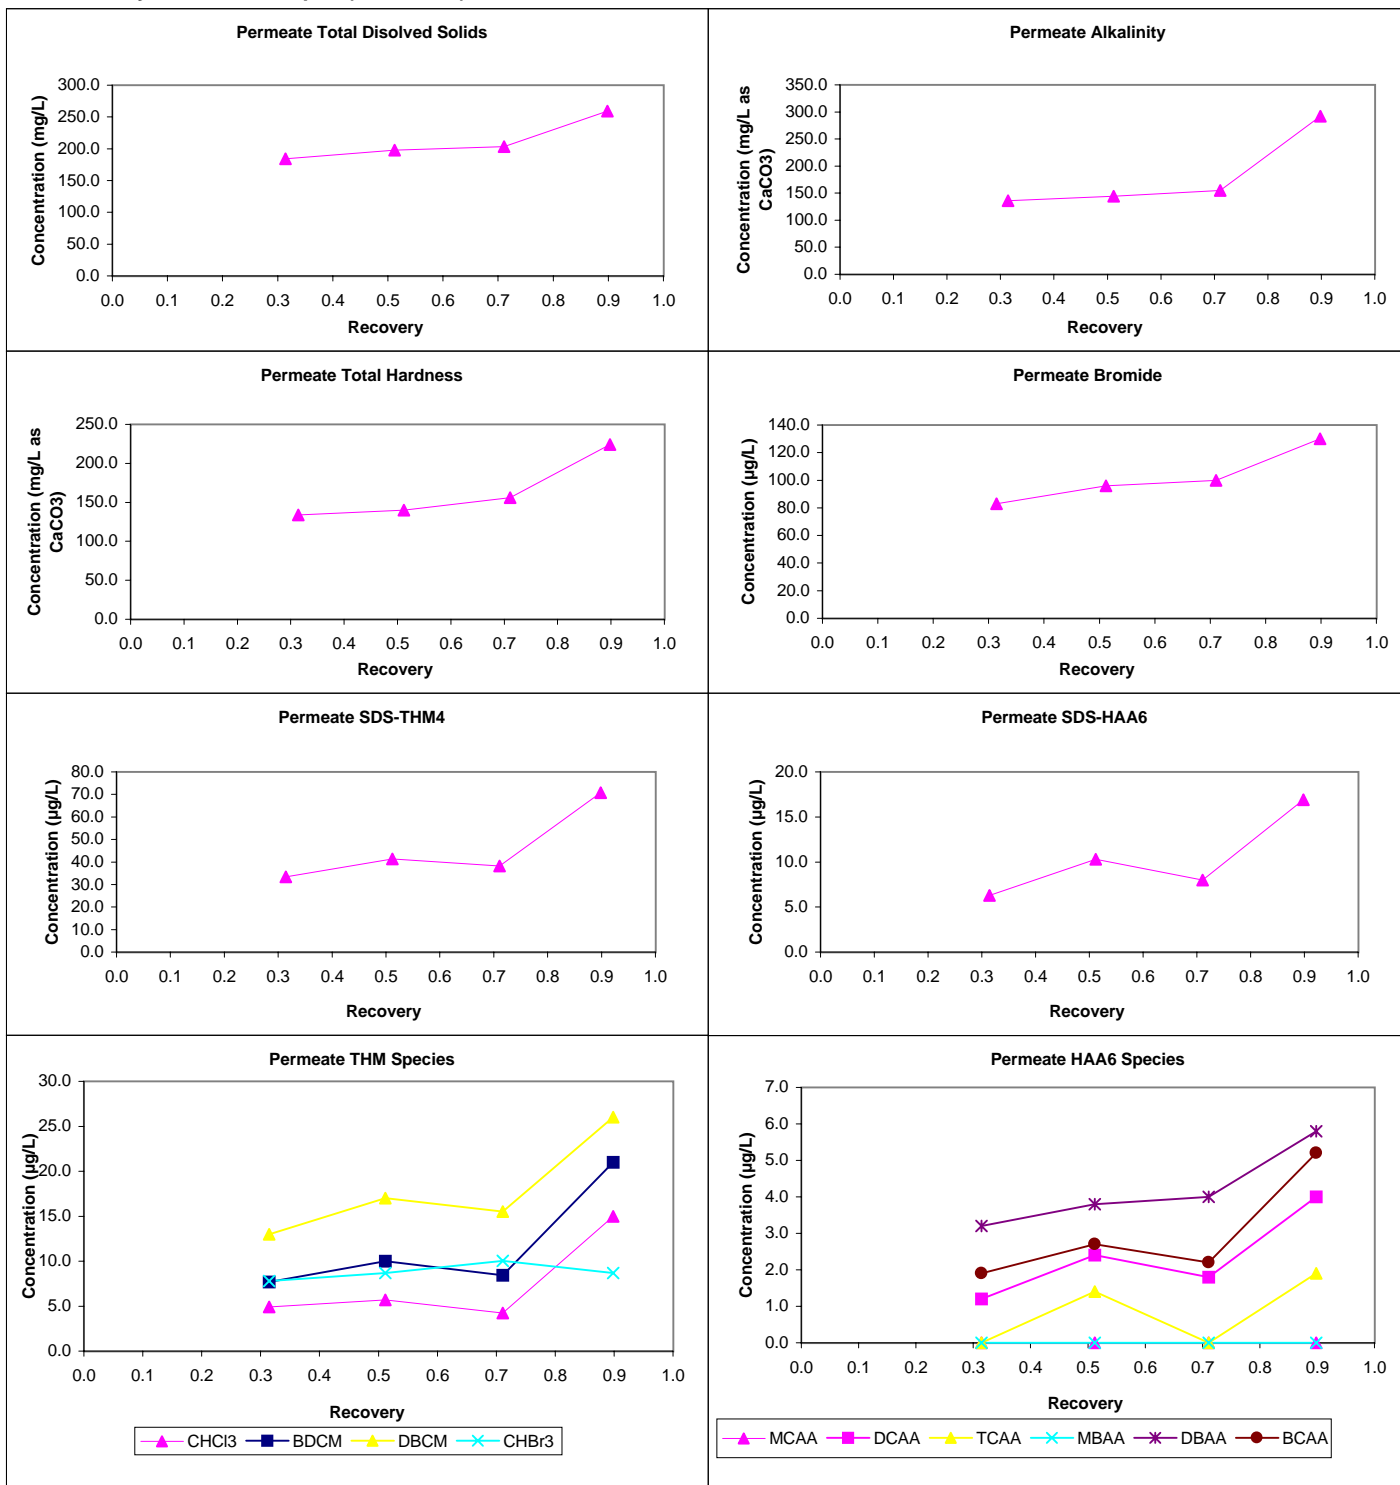 Permeate Total Disolved Solids
Concentration (mg/L)
300.0
250.0
200.0
150.0
100.0
50.0
0.0
0.0 0.1 0.2 0.3 0.4 0.5 0.6 0.7 0.8 0.9 1.0
Recovery
Permeate Alkalinity
Concentration (mg/L as
CaCO3)
350.0
300.0
250.0
200.0
150.0
100.0
50.0
0.0
0.0 0.1 0.2 0.3 0.4 0.5 0.6 0.7 0.8 0.9 1.0
Recovery
Permeate Total Hardness
Concentration (mg/L as
CaCO3)
250.0
200.0
150.0
100.0
50.0
0.0
0.0 0.1 0.2 0.3 0.4 0.5 0.6 0.7 0.8 0.9 1.0
Recovery
Permeate Bromide
Concentration (µg/L)
140.0
120.0
100.0
80.0
60.0
40.0
20.0
0.0
0.0 0.1 0.2 0.3 0.4 0.5 0.6 0.7 0.8 0.9 1.0
Recovery
Permeate SDS-THM4
Concentration (µg/L)
80.0
70.0
60.0
50.0
40.0
30.0
20.0
10.0
0.0
0.0 0.1 0.2 0.3 0.4 0.5 0.6 0.7 0.8 0.9 1.0
Recovery
Permeate SDS-HAA6
Concentration (µg/L)
20.0
15.0
10.0
5.0
0.0
0.0 0.1 0.2 0.3 0.4 0.5 0.6 0.7 0.8 0.9 1.0
Recovery
Permeate THM Species
Concentration (µg/L)
30.0
25.0
20.0
15.0
10.0
5.0
0.0
0.0 0.1 0.2 0.3 0.4 0.5 0.6 0.7 0.8 0.9 1.0
Recovery
CHCl3 BDCM DBCM CHBr3
Permeate HAA6 Species
Concentration (µg/L)
7.0
6.0
5.0
4.0
3.0
2.0
1.0
0.0
0.0 0.1 0.2 0.3 0.4 0.5 0.6 0.7 0.8 0.9 1.0
Recovery
MCAA DCAA TCAA MBAA DBAA BCAA